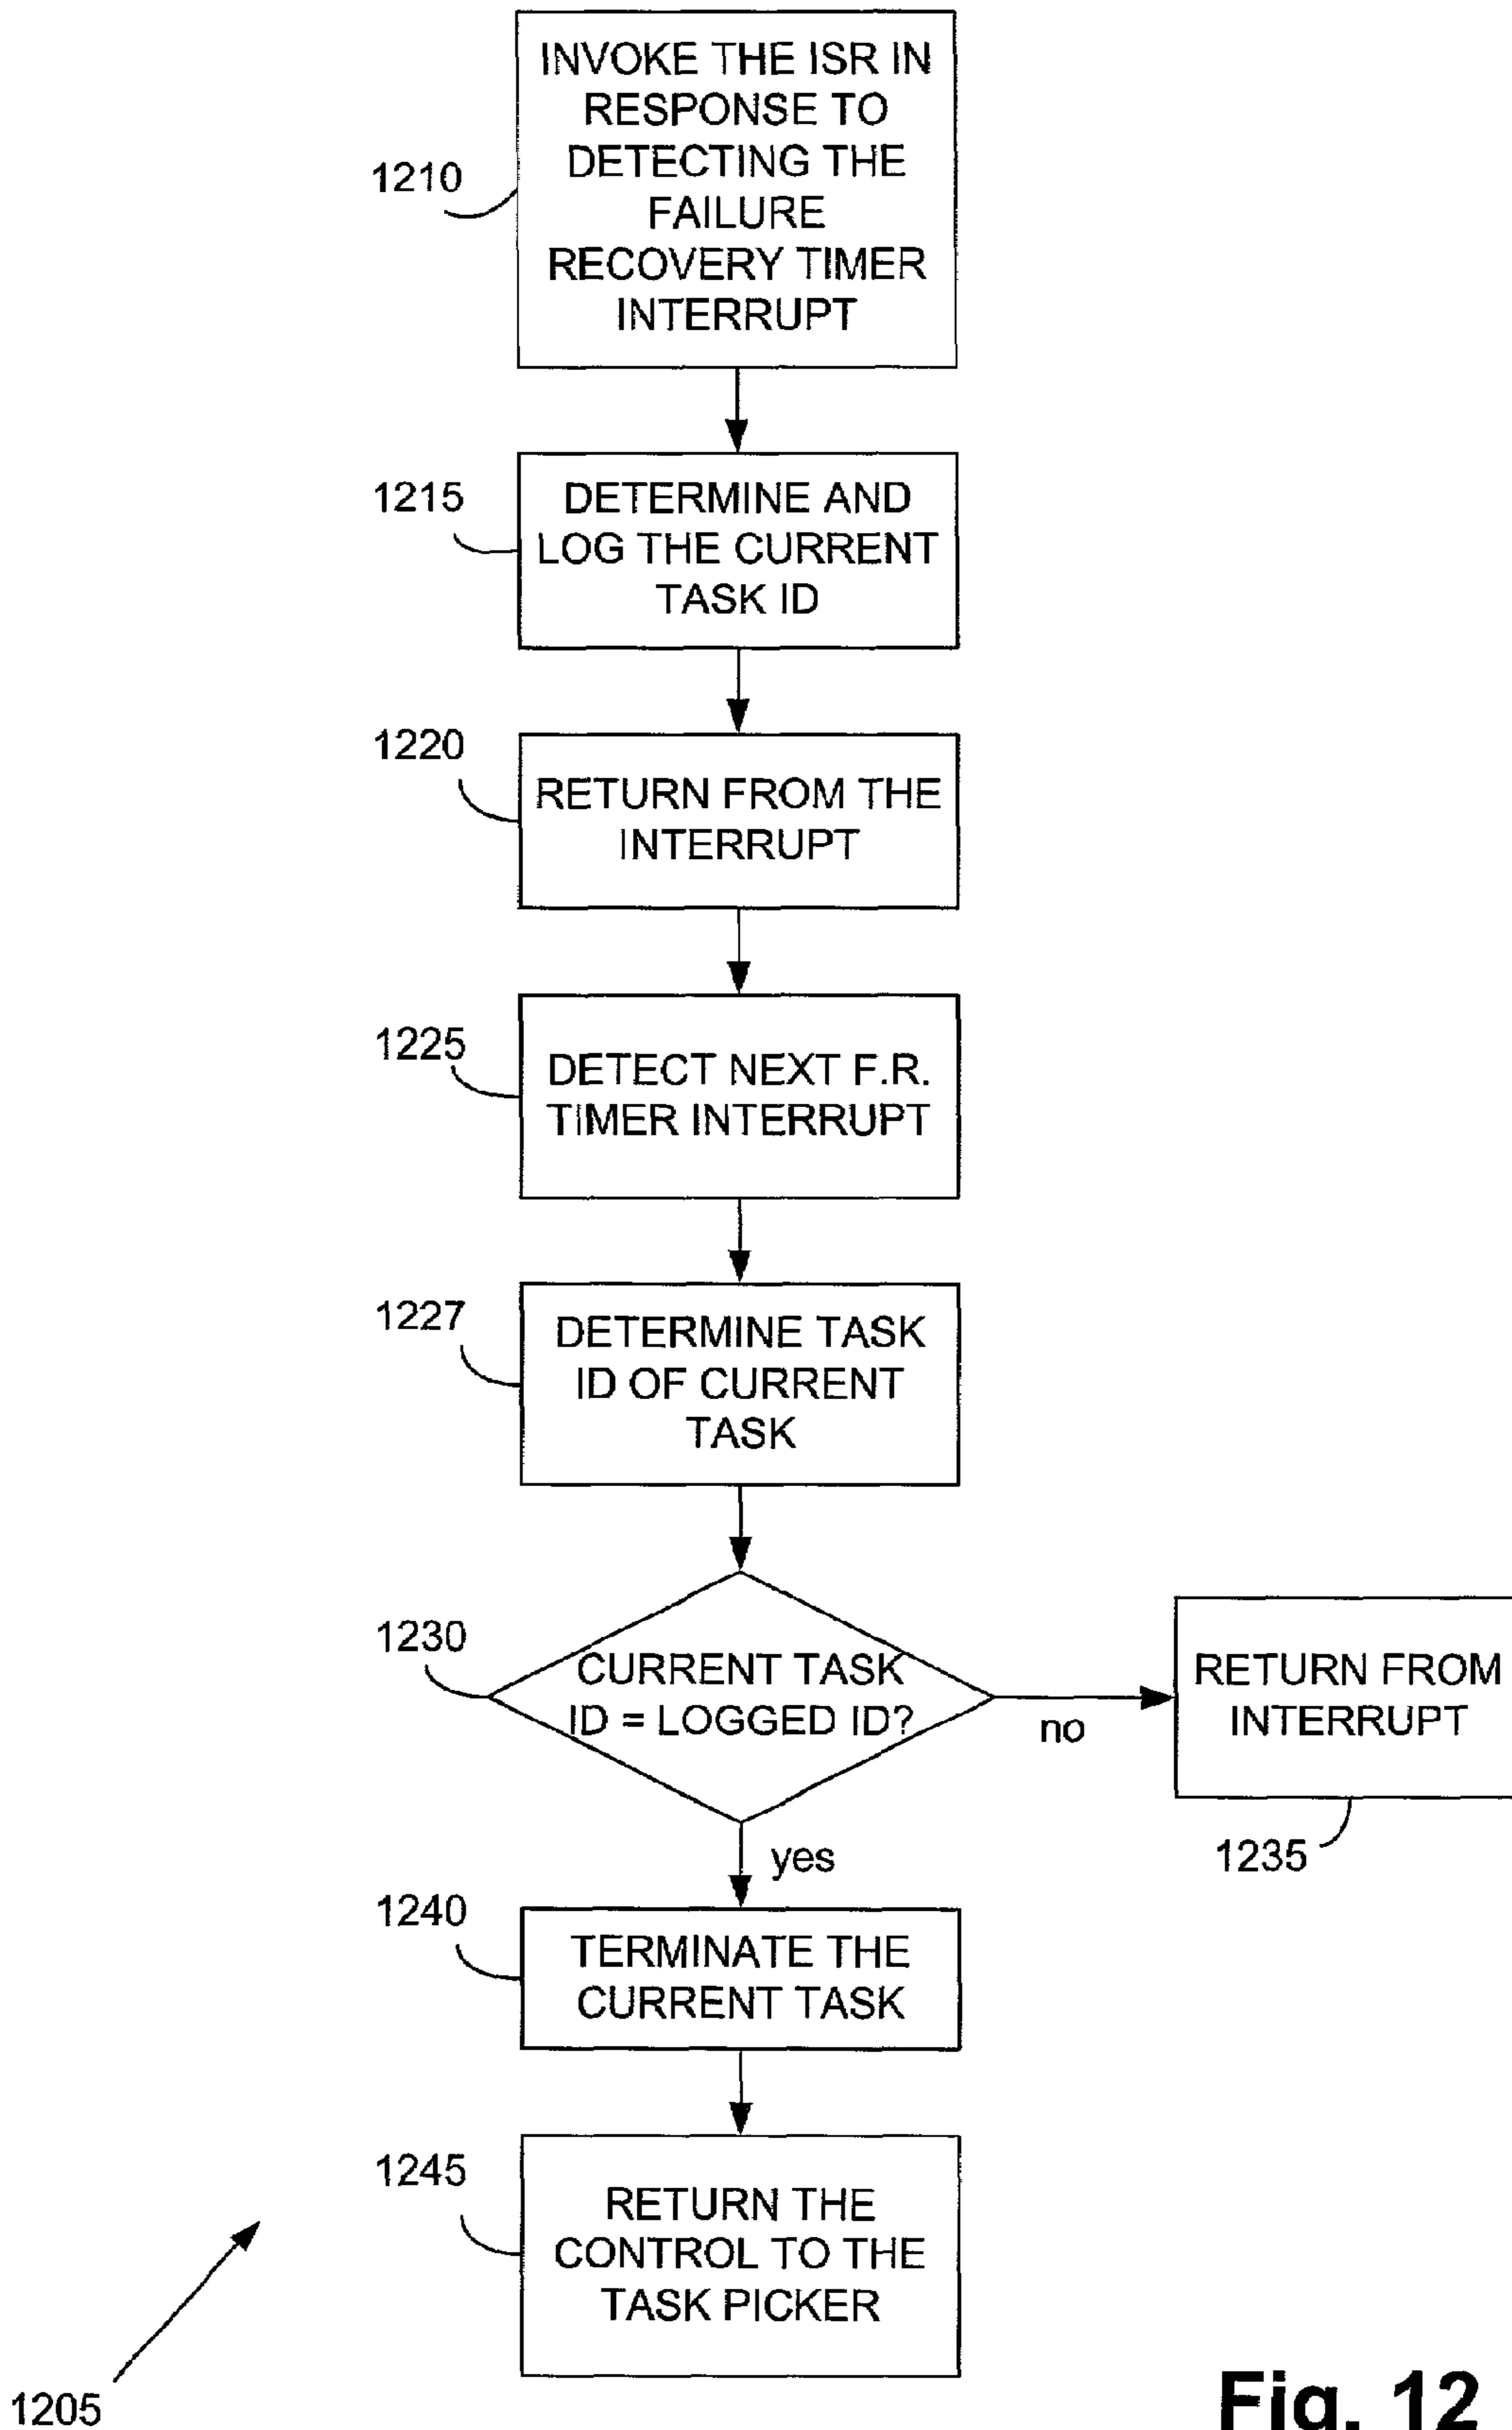 INVOKE THE ISR IN
RESPONSE TO
DETECTING THE
FAILURE
RECOVERY TIMER
INTERRUPT
1210
DETERMINE AND
LOG THE CURRENT
TASK ID
1215
RETURN FROM THE
INTERRUPT
1220
DETECT NEXT F.R.
TIMER INTERRUPT
1225
DETERMINE TASK
ID OF CURRENT
TASK
1227
CURRENT TASK
ID = LOGGED ID?
1230
no
RETURN FROM
INTERRUPT
1235
yes
TERMINATE THE
CURRENT TASK
1240
RETURN THE
CONTROL TO THE
TASK PICKER
1245
1205
Fig. 12